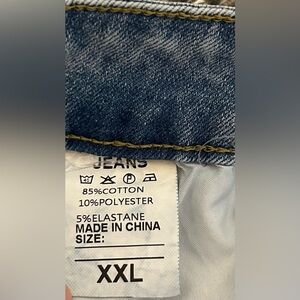 JEANS
85%COTTON
10%POLYESTER
5%ELASTANE
MADE IN CHINA
SIZE:
XXL